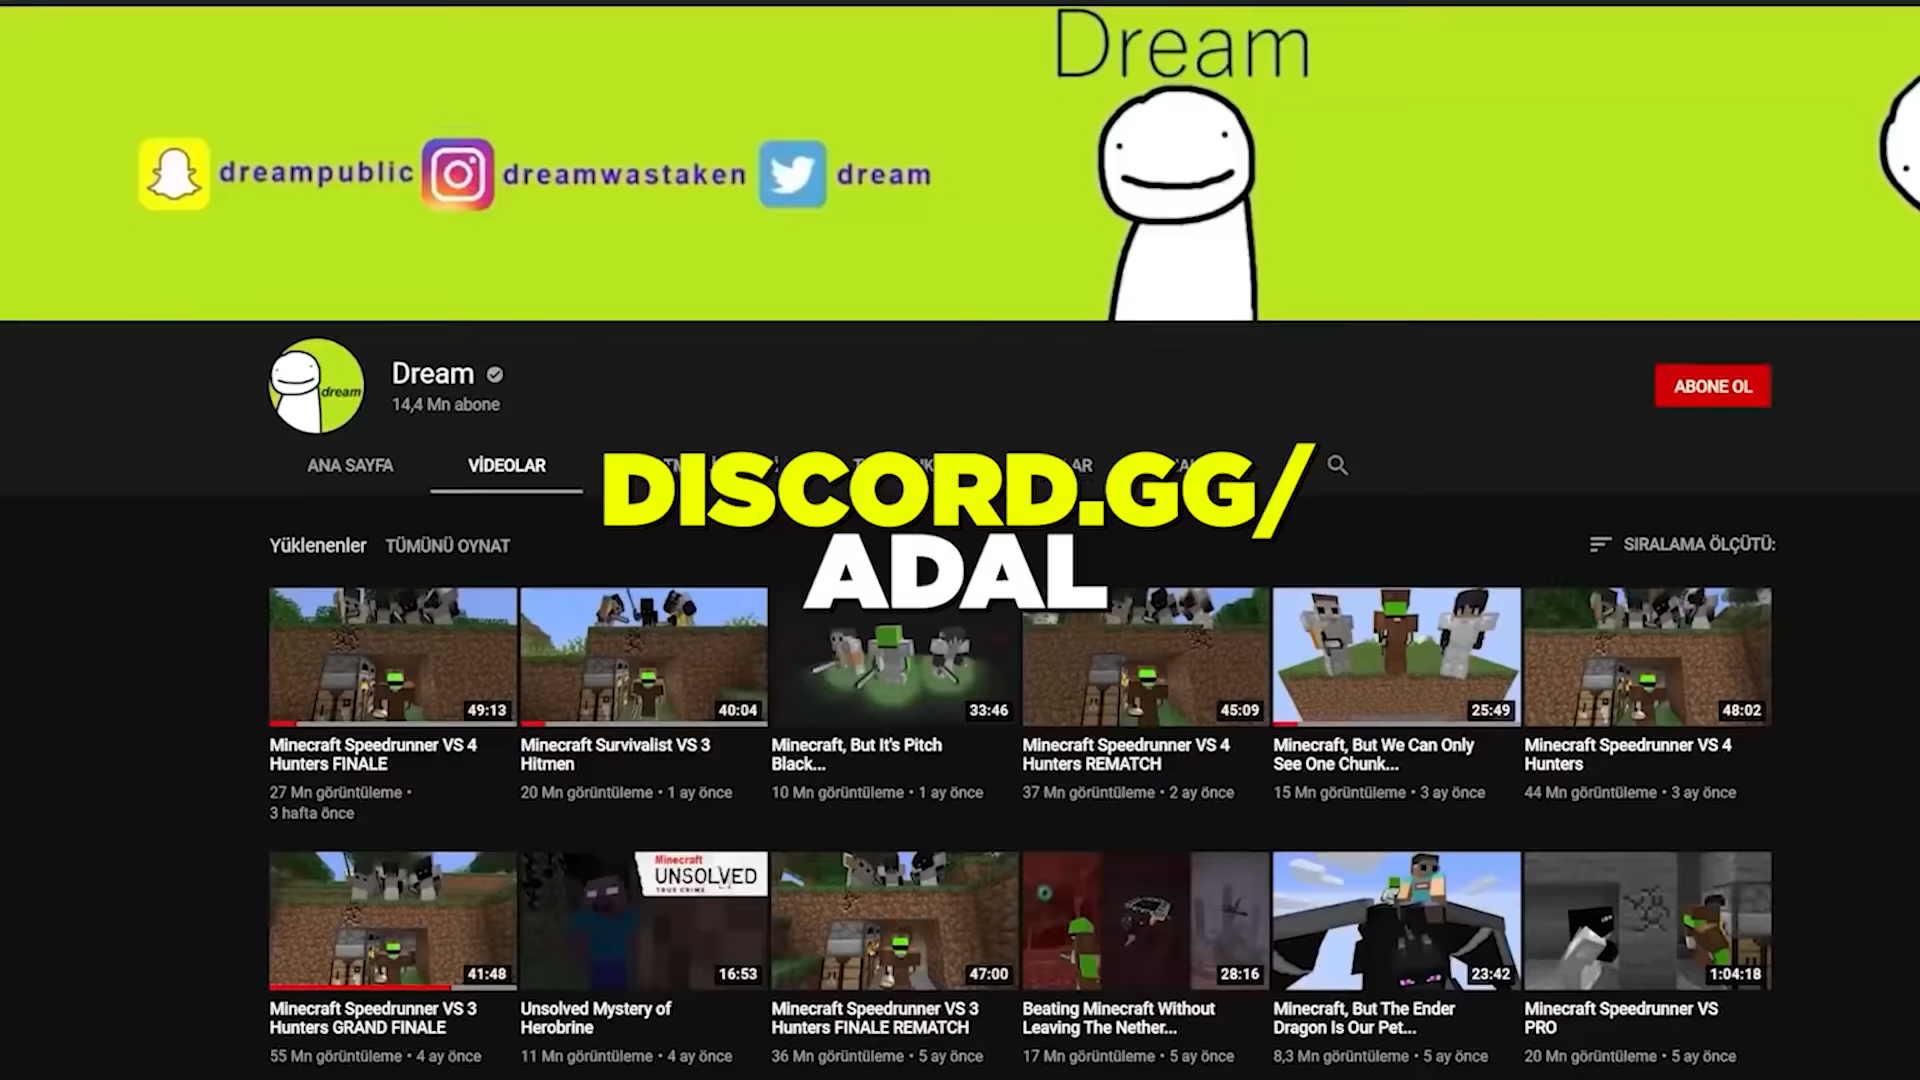 Dream
dreampublic
dreamwastaken
dream
dream
Dream
14,4 Mn abone
ABONE OL
ANA SAYFA
VİDEOLAR
DISCORD.GG/
ADAL
Yüklenenler
TÜMÜNÜ OYNAT
SIRALAMA ÖLÇÜTÜ:
49:13
40:04
33:46
45:09
25:49
48:02
Minecraft Speedrunner VS 4
Hunters FINALE
27 Mn görüntüleme •
3 hafta önce
Minecraft Survivalist VS 3
Hitmen
20 Mn görüntüleme • 1 ay önce
Minecraft, But It's Pitch
Black...
10 Mn görüntüleme • 1 ay önce
Minecraft Speedrunner VS 4
Hunters REMATCH
37 Mn görüntüleme • 2 ay önce
Minecraft, But We Can Only
See One Chunk...
15 Mn görüntüleme • 3 ay önce
Minecraft Speedrunner VS 4
Hunters
44 Mn görüntüleme • 3 ay önce
Minecraft
UNSOLVED
TRUE CRIME
41:48
16:53
47:00
28:16
23:42
1:04:18
Minecraft Speedrunner VS 3
Hunters GRAND FINALE
55 Mn görüntüleme • 4 ay önce
Unsolved Mystery of
Herobrine
11 Mn görüntüleme • 4 ay önce
Minecraft Speedrunner VS 3
Hunters FINALE REMATCH
36 Mn görüntüleme • 5 ay önce
Beating Minecraft Without
Leaving The Nether...
17 Mn görüntüleme • 5 ay önce
Minecraft, But The Ender
Dragon Is Our Pet...
8,3 Mn görüntüleme • 5 ay önce
Minecraft Speedrunner VS
PRO
20 Mn görüntüleme • 5 ay önce